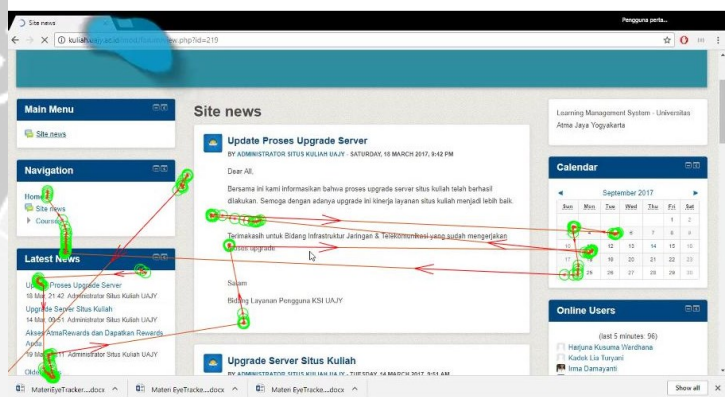 Site news
Pengguna perta...
kuliah.uajy.ac.id/mod/forum/view.php?id=219
Main Menu
Site news
Navigation
Home
Site news
Courses
Latest News
Update Proses Upgrade Server
18 Mar, 21:42 Administrator Situs Kuliah UAJY
Upgrade Server Situs Kuliah
14 Mar, 09:51 Administrator Situs Kuliah UAJY
Akses AtmaRewards dan Dapatkan Rewards
Anda
Administrator Situs Kuliah UAJY
Site news
Update Proses Upgrade Server
BY ADMINISTRATOR SITUS KULIAH UAJY - SATURDAY, 18 MARCH 2017, 9:42 PM
Dear All,
Bersama ini kami informasikan bahwa proses upgrade server situs kuliah telah berhasil
dilakukan. Semoga dengan adanya upgrade ini kinerja layanan situs kuliah menjadi lebih baik.
Terimakasih untuk Bidang Infrastruktur Jaringan & Telekomunikasi yang sudah mengerjakan
proses upgrade.
Salam
Bidang Layanan Pengguna KSI UAJY
Upgrade Server Situs Kuliah
BY ADMINISTRATOR SITUS KULIAH UAJY - TUESDAY, 14 MARCH 2017, 9:51 AM
Learning Management System - Universitas
Atma Jaya Yogyakarta
Calendar
◄ September 2017 ►
Sun Mon Tue Wed Thu Fri Sat
1 2
4 6 7 8 9
10 12 13 14 15 16
17 19 20 21 22 23
25 26 27 28 29 30
Online Users
(last 5 minutes: 96)
Harjuna Kusuma Wardhana
Kadek Lia Turyani
Irma Damayanti
MateriEyeTracker....docx
Materi EyeTracke....docx
Materi EyeTracke....docx
Show all